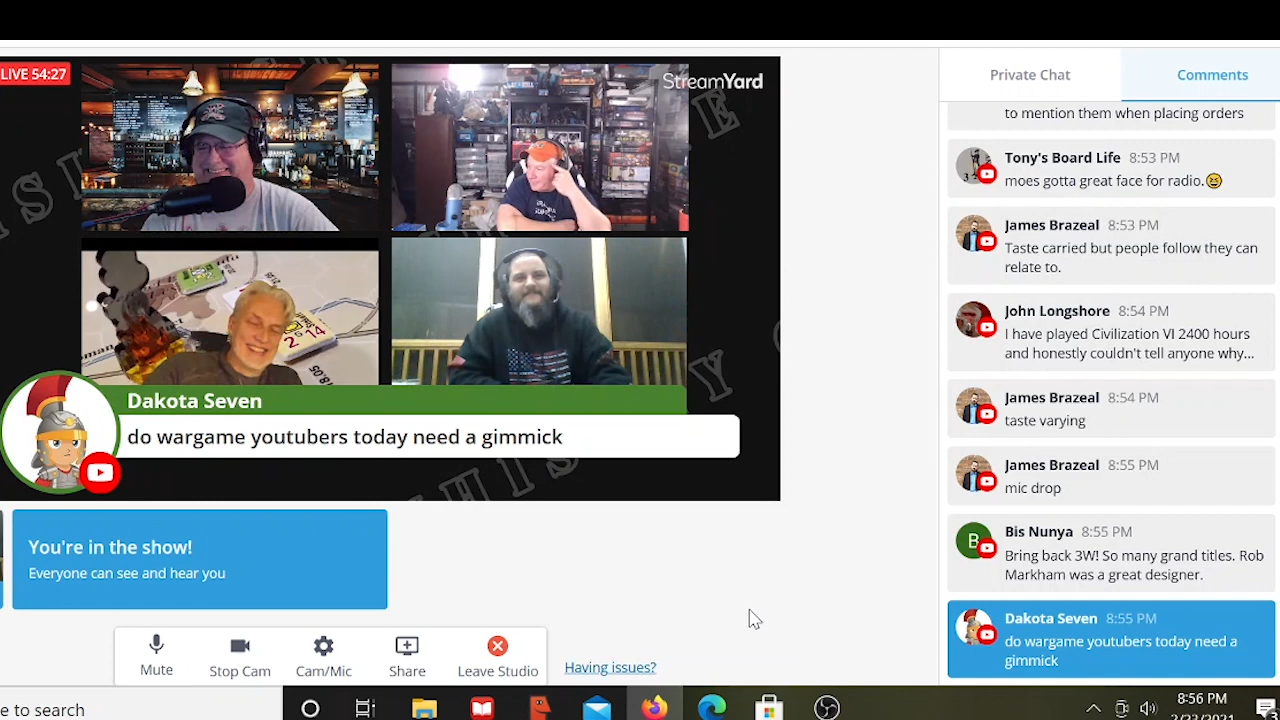 LIVE 54:27
StreamYard
Dakota Seven
do wargame youtubers today need a gimmick
You're in the show!
Everyone can see and hear you
Mute
Stop Cam
Cam/Mic
Share
Leave Studio
Having issues?
Private Chat
Comments
to mention them when placing orders
Tony's Board Life 8:53 PM
moes gotta great face for radio.😆
James Brazeal 8:53 PM
Taste carried but people follow they can
relate to.
John Longshore 8:54 PM
I have played Civilization VI 2400 hours
and honestly couldn't tell anyone why,...
James Brazeal 8:54 PM
taste varying
James Brazeal 8:55 PM
mic drop
B
Bis Nunya 8:55 PM
Bring back 3W! So many grand titles. Rob
Markham was a great designer.
Dakota Seven 8:55 PM
do wargame youtubers today need a
gimmick
e to search
8:56 PM